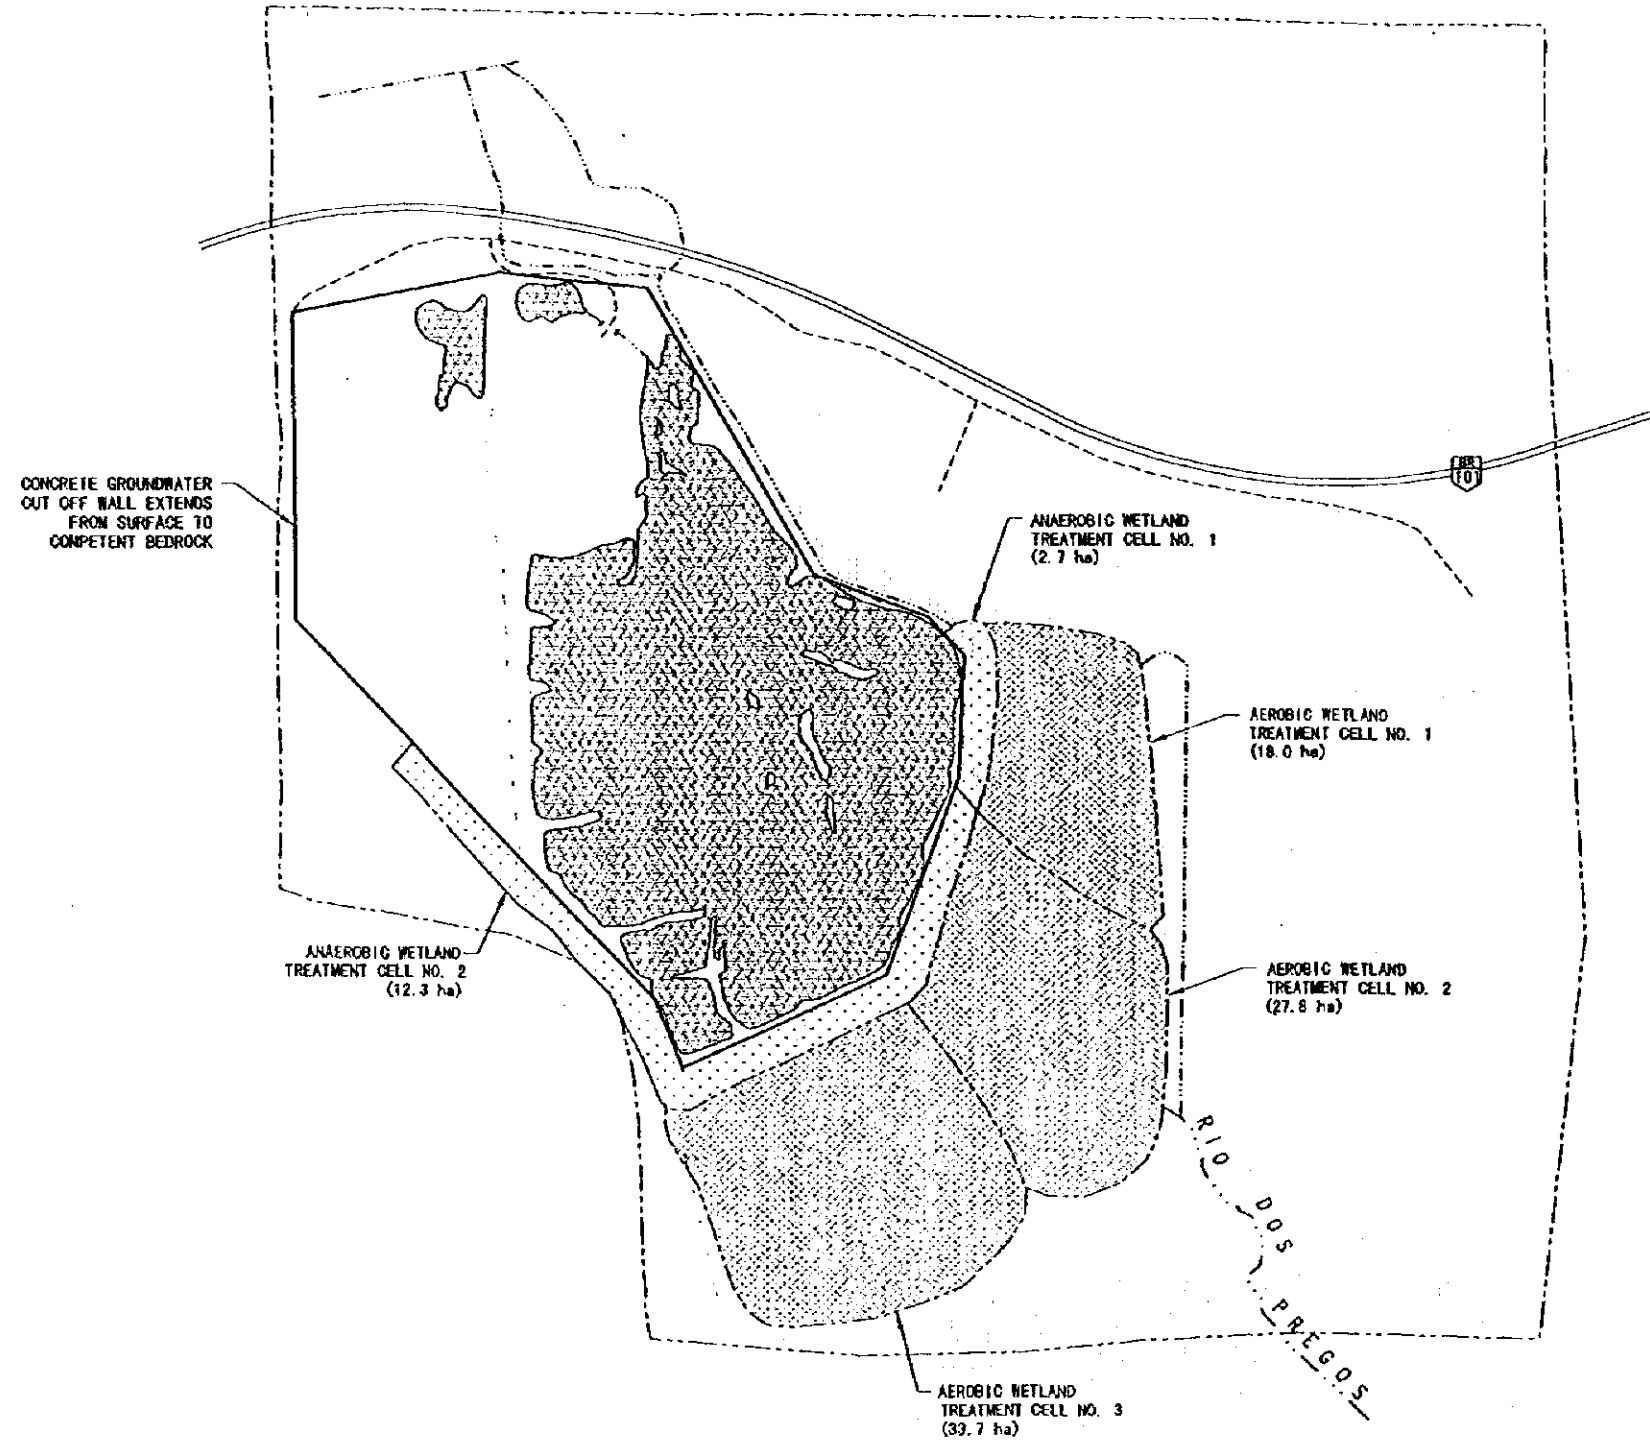 BR
101
CONCRETE GROUNDWATER
CUT OFF WALL EXTENDS
FROM SURFACE TO
COMPETENT BEDROCK
ANAEROBIC WETLAND
TREATMENT CELL NO. 1
(2.7 ha)
AEROBIC WETLAND
TREATMENT CELL NO. 1
(18.0 ha)
ANAEROBIC WETLAND
TREATMENT CELL NO. 2
(12.3 ha)
AEROBIC WETLAND
TREATMENT CELL NO. 2
(27.8 ha)
RIO DOS PREGOS
AEROBIC WETLAND
TREATMENT CELL NO. 3
(33.7 ha)